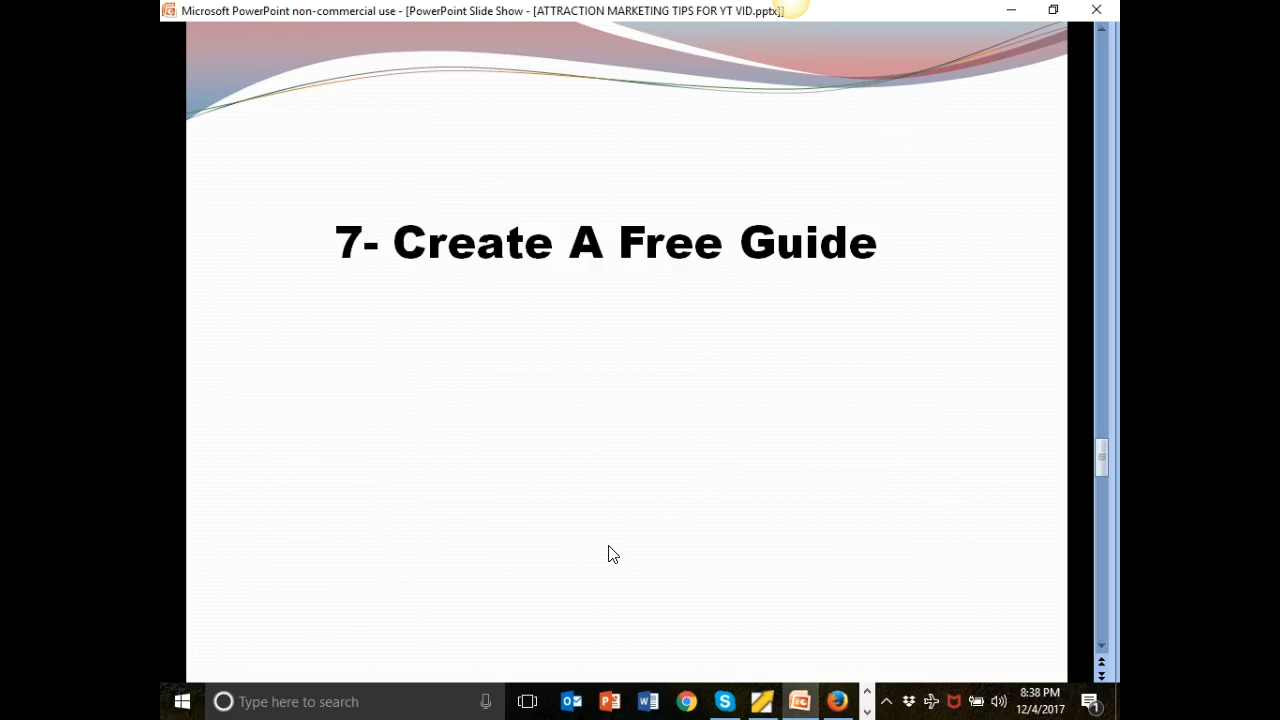 Microsoft PowerPoint non-commercial use - [PowerPoint Slide Show - [ATTRACTION MARKETING TIPS FOR YT VID.pptx]]
7- Create A Free Guide
Type here to search
8:38 PM
12/4/2017
1